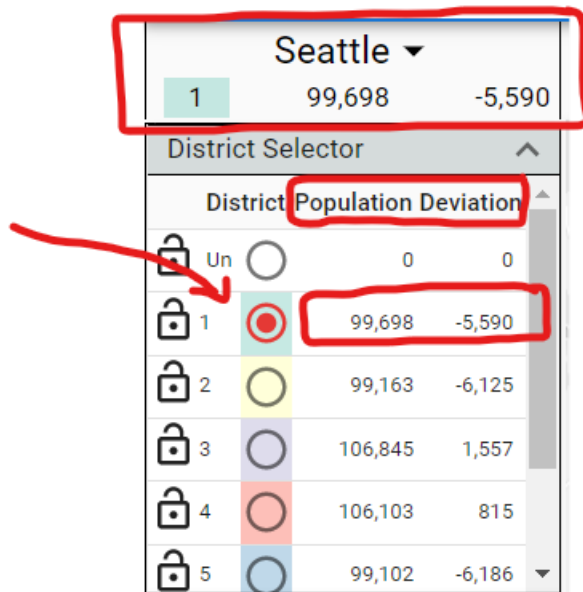 Seattle
1 99,698 -5,590
District Selector
District Population Deviation
Un 0 0
1 99,698 -5,590
2 99,163 -6,125
3 106,845 1,557
4 106,103 815
5 99,102 -6,186